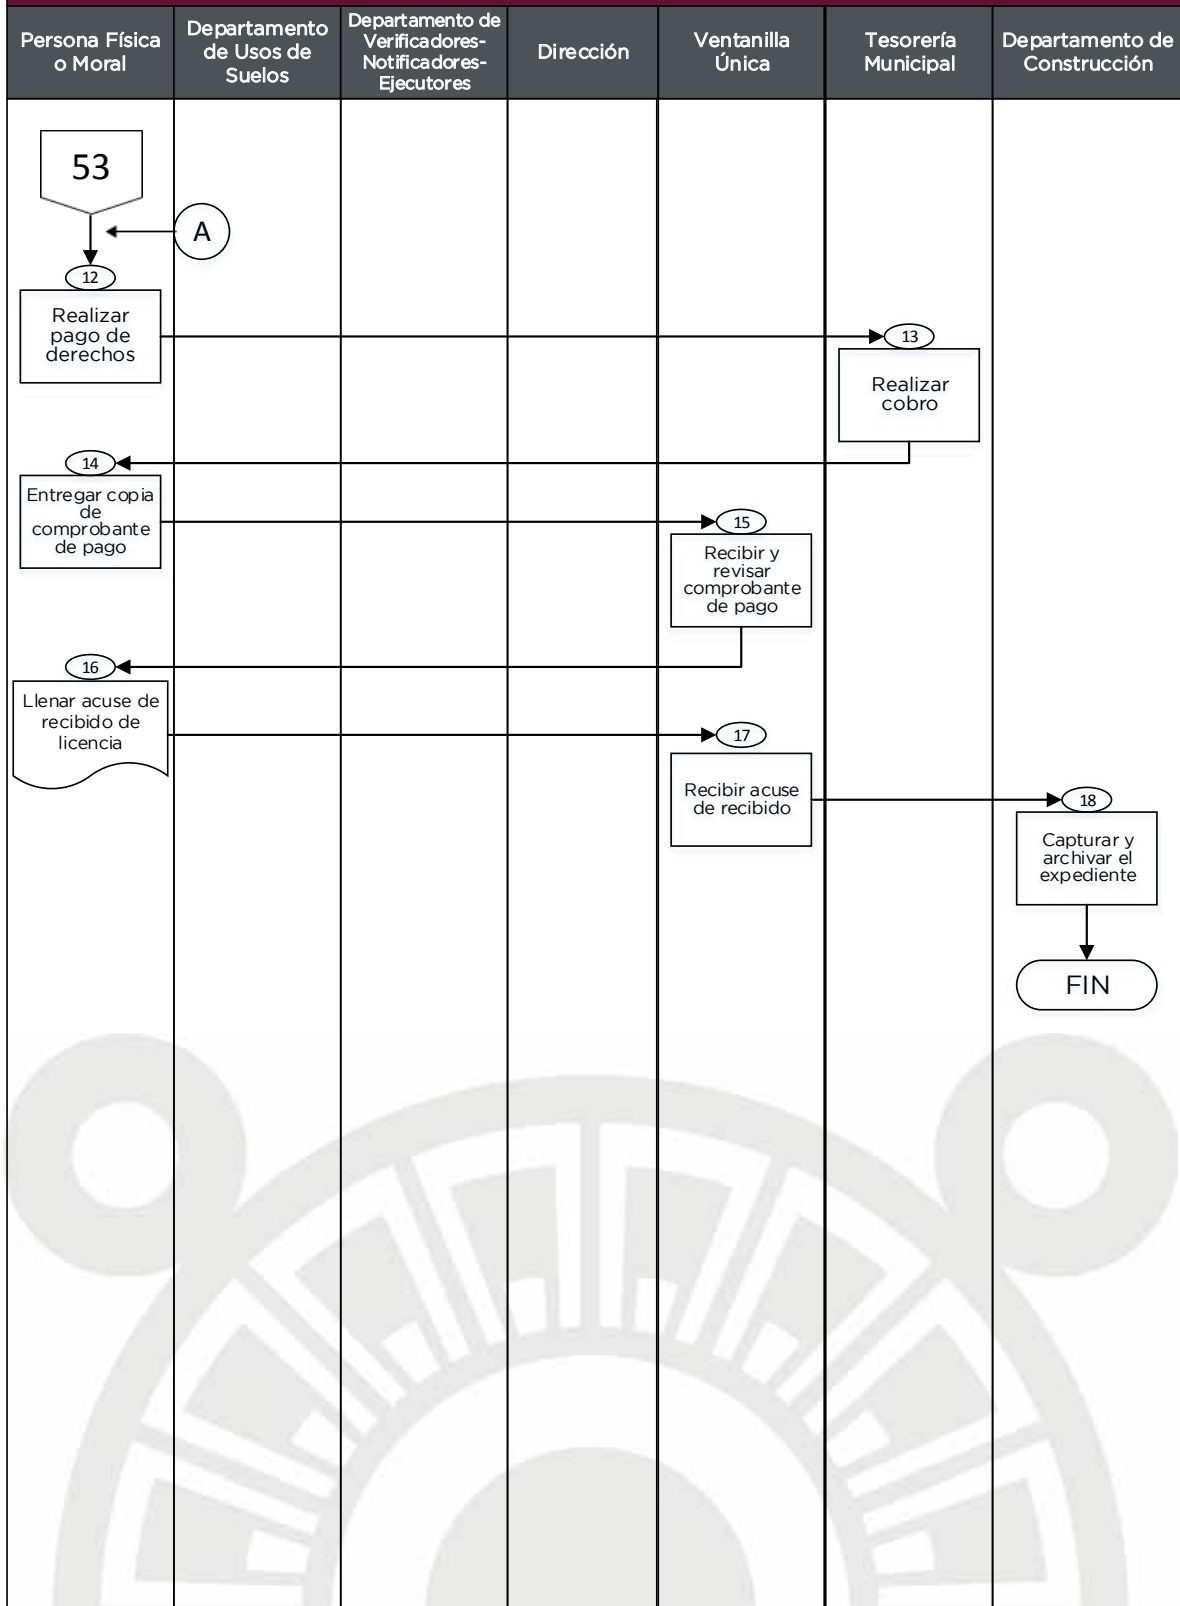 Persona Física
o Moral
Departamento
de Usos de
Suelos
Departamento de
Verificadores-
Notificadores-
Ejecutores
Dirección
Ventanilla
Única
Tesorería
Municipal
Departamento de
Construcción
53
A
12
Realizar
pago de
derechos
13
Realizar
cobro
14
Entregar copia
de
comprobante
de pago
15
Recibir y
revisar
comprobante
de pago
16
Llenar acuse de
recibido de
licencia
17
Recibir acuse
de recibido
18
Capturar y
archivar el
expediente
FIN